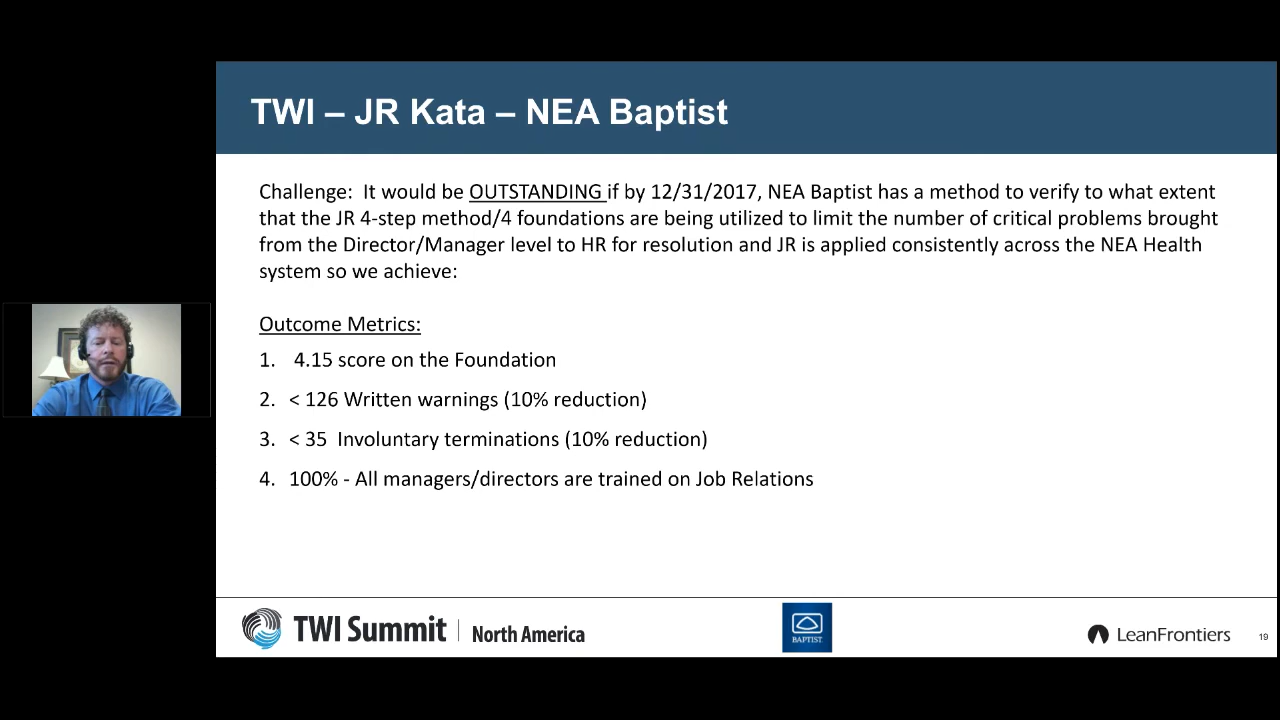 TWI – JR Kata – NEA Baptist
Challenge: It would be OUTSTANDING if by 12/31/2017, NEA Baptist has a method to verify to what extent
that the JR 4-step method/4 foundations are being utilized to limit the number of critical problems brought
from the Director/Manager level to HR for resolution and JR is applied consistently across the NEA Health
system so we achieve:
Outcome Metrics:
1. 4.15 score on the Foundation
2. < 126 Written warnings (10% reduction)
3. < 35 Involuntary terminations (10% reduction)
4. 100% - All managers/directors are trained on Job Relations
TWI Summit | North America
BAPTIST
LeanFrontiers
19